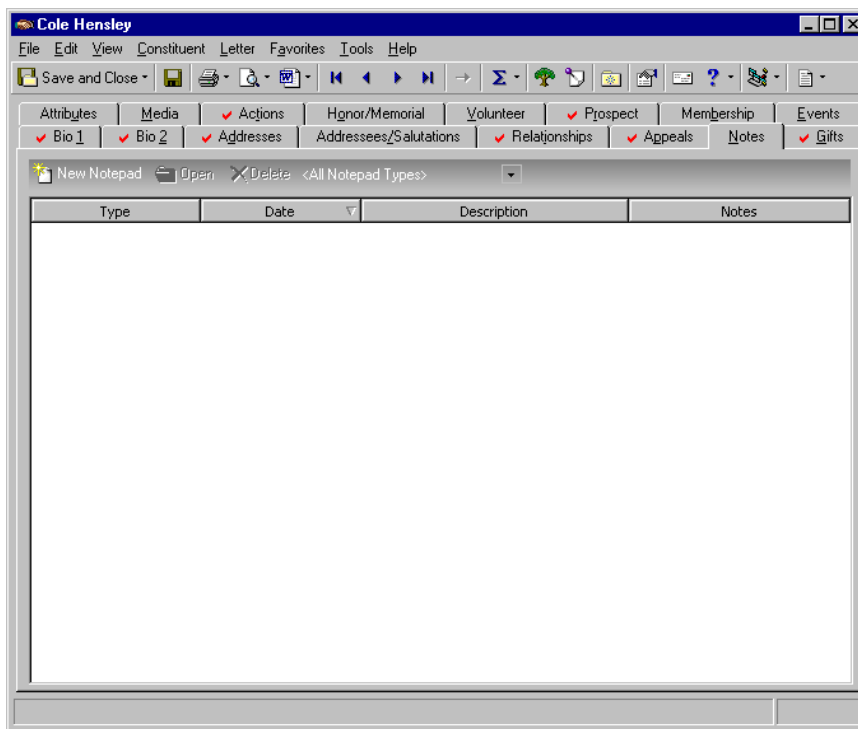 Cole Hensley
File Edit View Constituent Letter Favorites Tools Help
Save and Close
Attributes Media Actions Honor/Memorial Volunteer Prospect Membership Events
Bio 1 Bio 2 Addresses Addressees/Salutations Relationships Appeals Notes Gifts
New Notepad Open Delete <All Notepad Types>
Type Date Description Notes